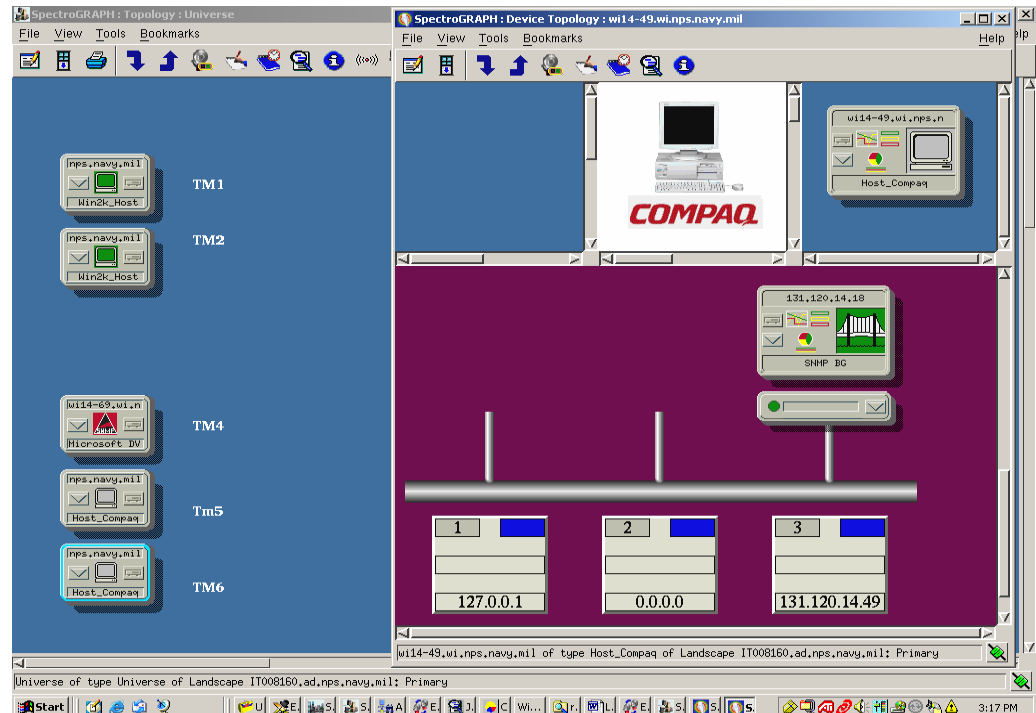 SpectroGRAPH : Topology : Universe
File View Tools Bookmarks
nps.navy.mil
Win2k_Host
TM1
nps.navy.mil
Win2k_Host
TM2
wi14-69.wi.n
Microsoft DV
TM4
nps.navy.mil
Host_Compaq
Tm5
nps.navy.mil
Host_Compaq
TM6
SpectroGRAPH : Device Topology : wi14-49.wi.nps.navy.mil
File View Tools Bookmarks Help
COMPAQ
wi14-49.wi.nps.n
Host_Compaq
131.120.14.18
SNMP BG
1 2 3
127.0.0.1 0.0.0.0 131.120.14.49
wi14-49.wi.nps.navy.mil of type Host_Compaq of Landscape IT008160.ad.nps.navy.mil: Primary
Universe of type Universe of Landscape IT008160.ad.nps.navy.mil: Primary
Start U E. S. S. A E. J. C Wi... r. L. E. S. S. S. 3:17 PM